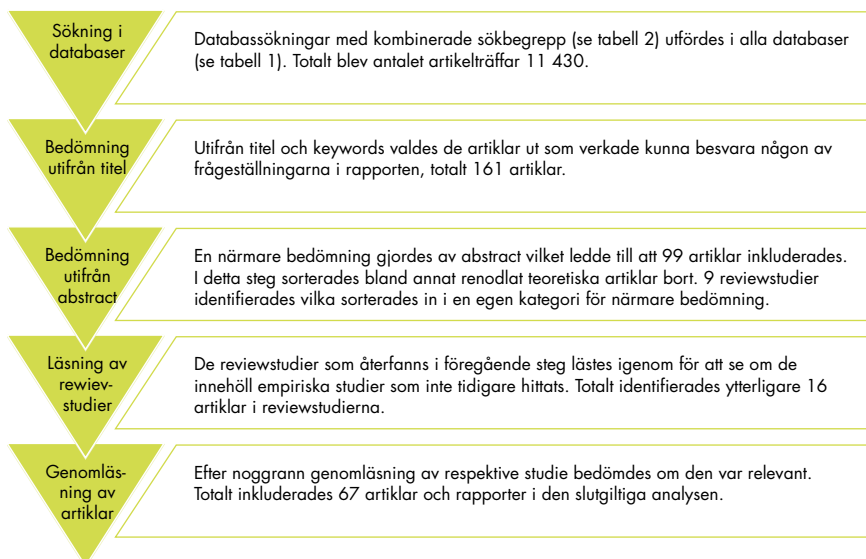 Sökning i
databaser
Databassökningar med kombinerade sökbegrepp (se tabell 2) utfördes i alla databaser
(se tabell 1). Totalt blev antalet artikelträffar 11 430.
Bedömning
utifrån titel
Utifrån titel och keywords valdes de artiklar ut som verkade kunna besvara någon av
frågeställningarna i rapporten, totalt 161 artiklar.
Bedömning
utifrån
abstract
En närmare bedömning gjordes av abstract vilket ledde till att 99 artiklar inkluderades.
I detta steg sorterades bland annat renodlat teoretiska artiklar bort. 9 reviewstudier
identifierades vilka sorterades in i en egen kategori för närmare bedömning.
Läsning av
rewiev-
studier
De reviewstudier som återfanns i föregående steg lästes igenom för att se om de
innehöll empiriska studier som inte tidigare hittats. Totalt identifierades ytterligare 16
artiklar i reviewstudierna.
Genomläs-
ning av
artiklar
Efter noggrann genomläsning av respektive studie bedömdes om den var relevant.
Totalt inkluderades 67 artiklar och rapporter i den slutgiltiga analysen.